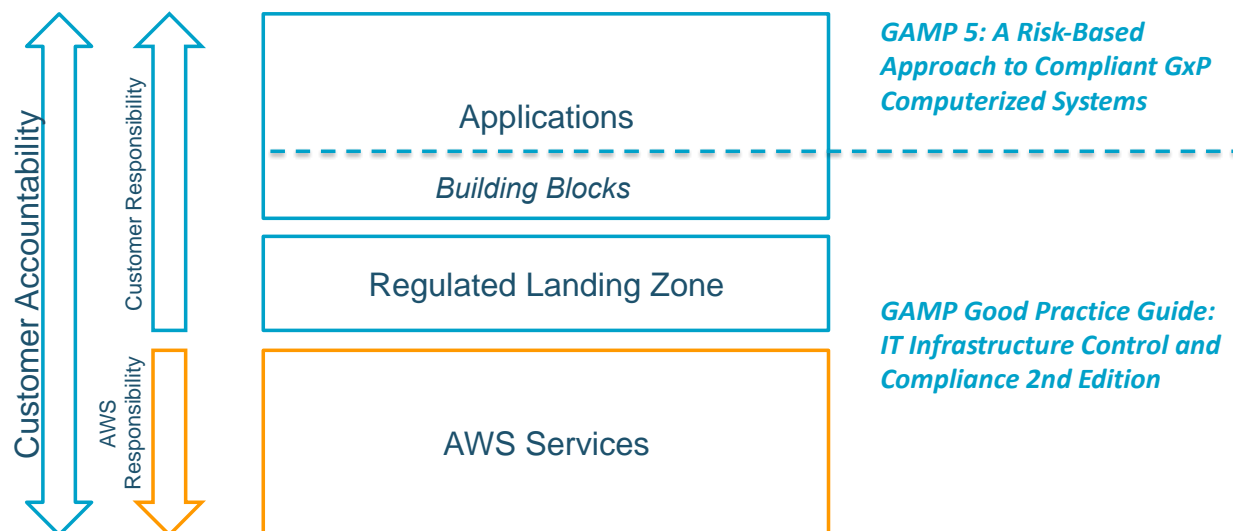 Customer Accountability
Customer Responsibility
AWS
Responsibility
Applications
Building Blocks
Regulated Landing Zone
AWS Services
GAMP 5: A Risk-Based
Approach to Compliant GxP
Computerized Systems
GAMP Good Practice Guide:
IT Infrastructure Control and
Compliance 2nd Edition